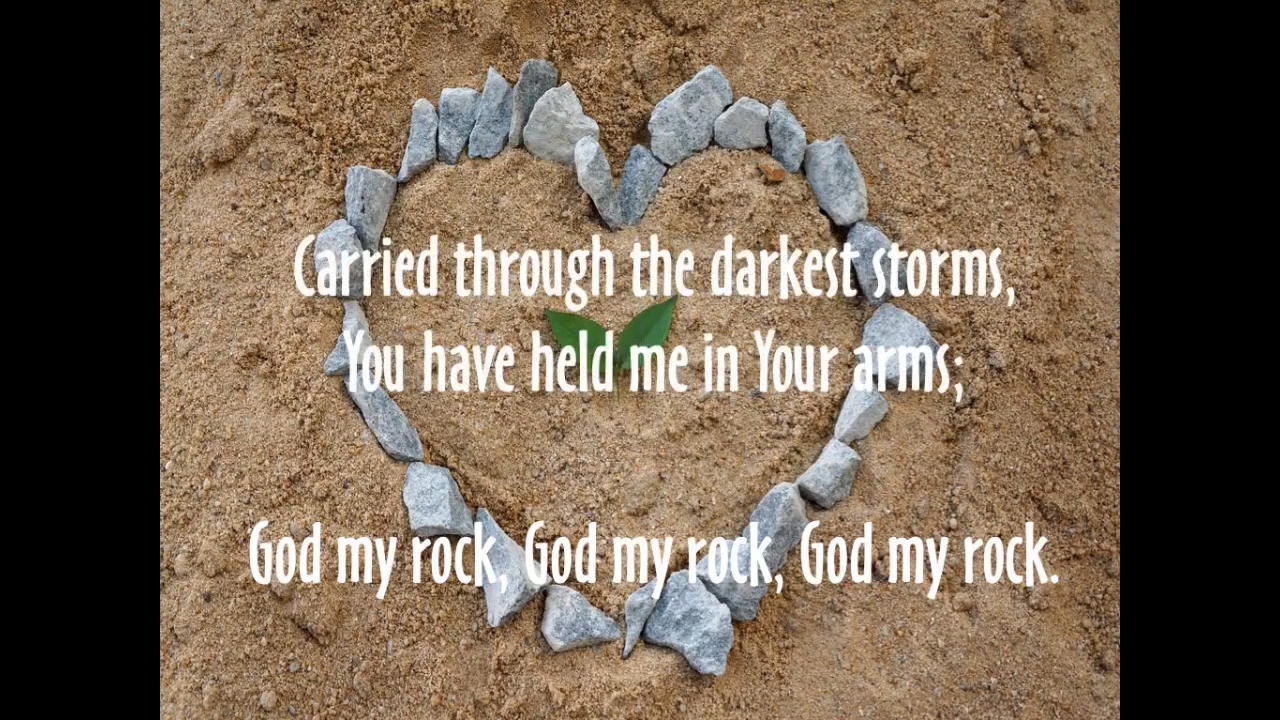 Carried through the darkest storms,
You have held me in Your arms;
God my rock, God my rock, God my rock.